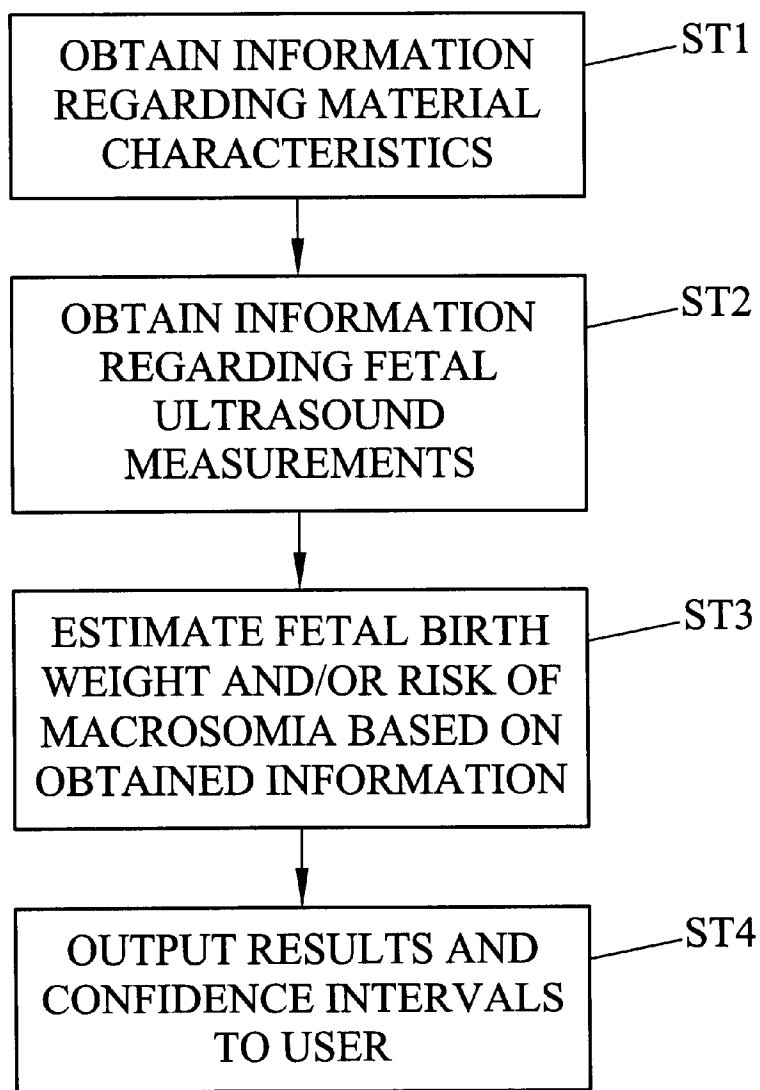 OBTAIN INFORMATION
REGARDING MATERIAL
CHARACTERISTICS
ST1
OBTAIN INFORMATION
REGARDING FETAL
ULTRASOUND
MEASUREMENTS
ST2
ESTIMATE FETAL BIRTH
WEIGHT AND/OR RISK OF
MACROSOMIA BASED ON
OBTAINED INFORMATION
ST3
OUTPUT RESULTS AND
CONFIDENCE INTERVALS
TO USER
ST4